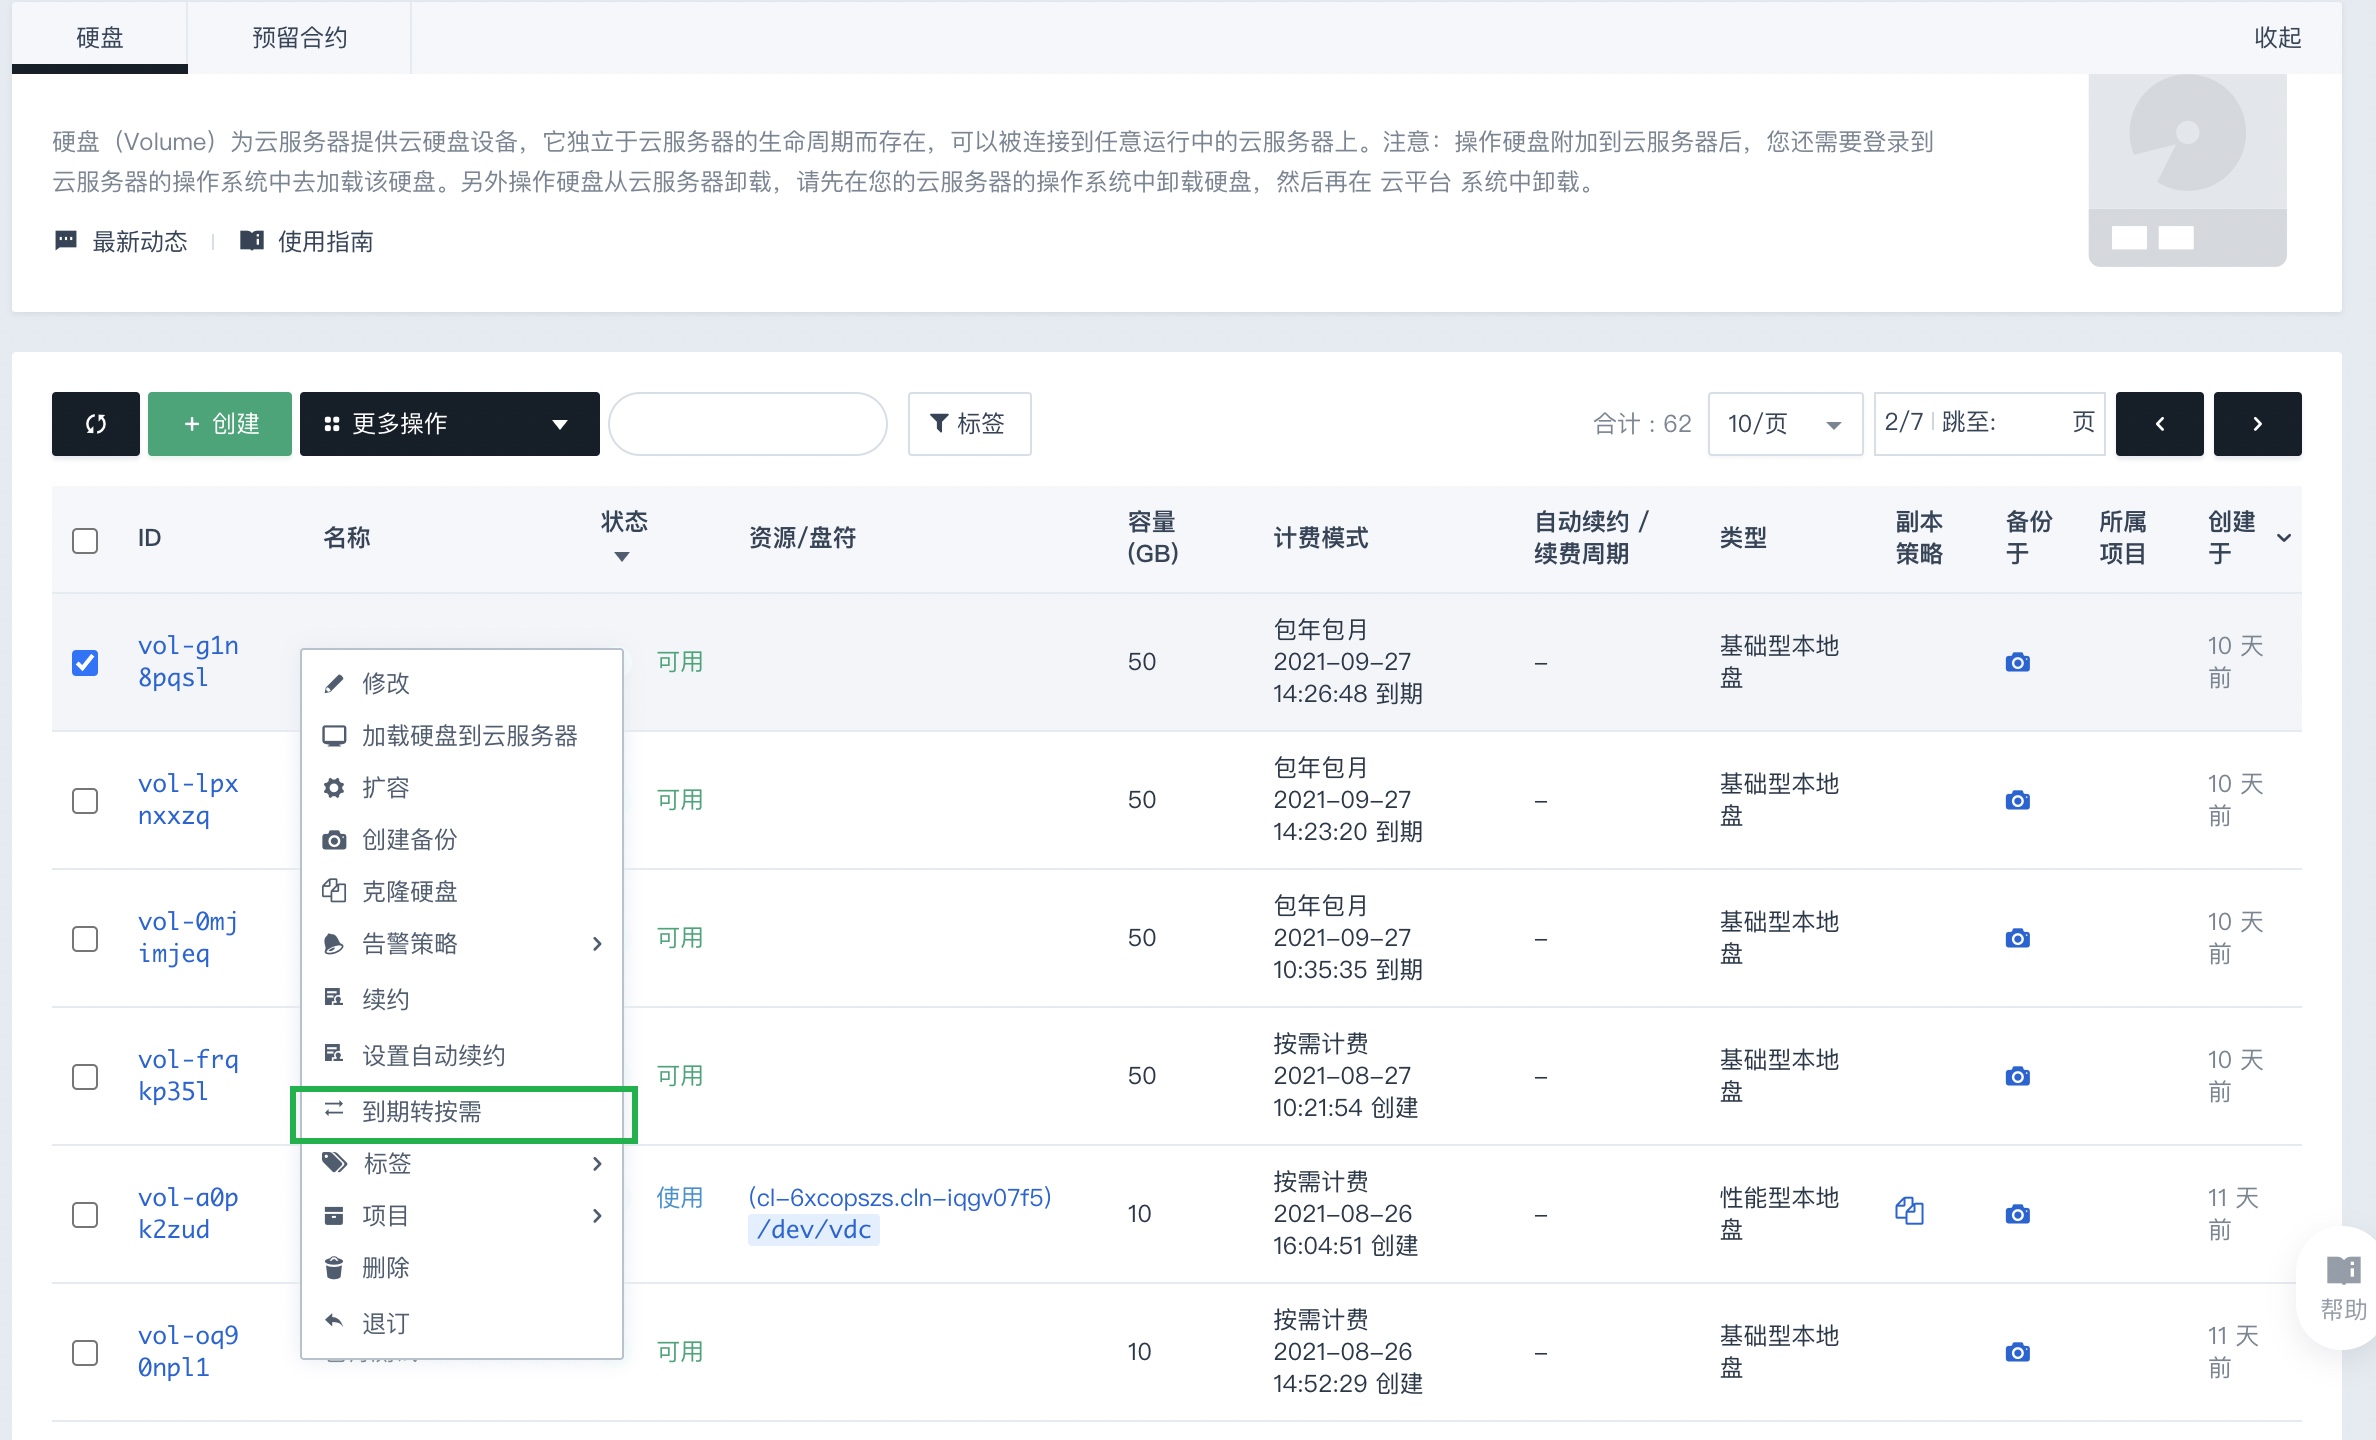 硬盘
预留合约
收起
硬盘（Volume）为云服务器提供云硬盘设备，它独立于云服务器的生命周期而存在，可以被连接到任意运行中的云服务器上。注意：操作硬盘附加到云服务器后，您还需要登录到
云服务器的操作系统中去加载该硬盘。另外操作硬盘从云服务器卸载，请先在您的云服务器的操作系统中卸载硬盘，然后再在 云平台 系统中卸载。
最新动态
使用指南
+ 创建
更多操作
标签
合计：62
10/页
2/7
跳至:
页
ID
名称
状态
资源/盘符
容量
(GB)
计费模式
自动续约 /
续费周期
类型
副本
策略
备份
于
所属
项目
创建
于
vol-g1n
8pqsl
可用
50
包年包月
2021-09-27
14:26:48 到期
–
基础型本地
盘
10 天
前
vol-lpx
nxxzq
可用
50
包年包月
2021-09-27
14:23:20 到期
–
基础型本地
盘
10 天
前
vol-0mj
imjeq
可用
50
包年包月
2021-09-27
10:35:35 到期
–
基础型本地
盘
10 天
前
vol-frq
kp35l
可用
50
按需计费
2021-08-27
10:21:54 创建
–
基础型本地
盘
10 天
前
vol-a0p
k2zud
使用
(cl-6xcopszs.cln-iqgv07f5)
/dev/vdc
10
按需计费
2021-08-26
16:04:51 创建
–
性能型本地
盘
11 天
前
vol-oq9
0npl1
可用
10
按需计费
2021-08-26
14:52:29 创建
–
基础型本地
盘
11 天
前
修改
加载硬盘到云服务器
扩容
创建备份
克隆硬盘
告警策略
续约
设置自动续约
到期转按需
标签
项目
删除
退订
帮助